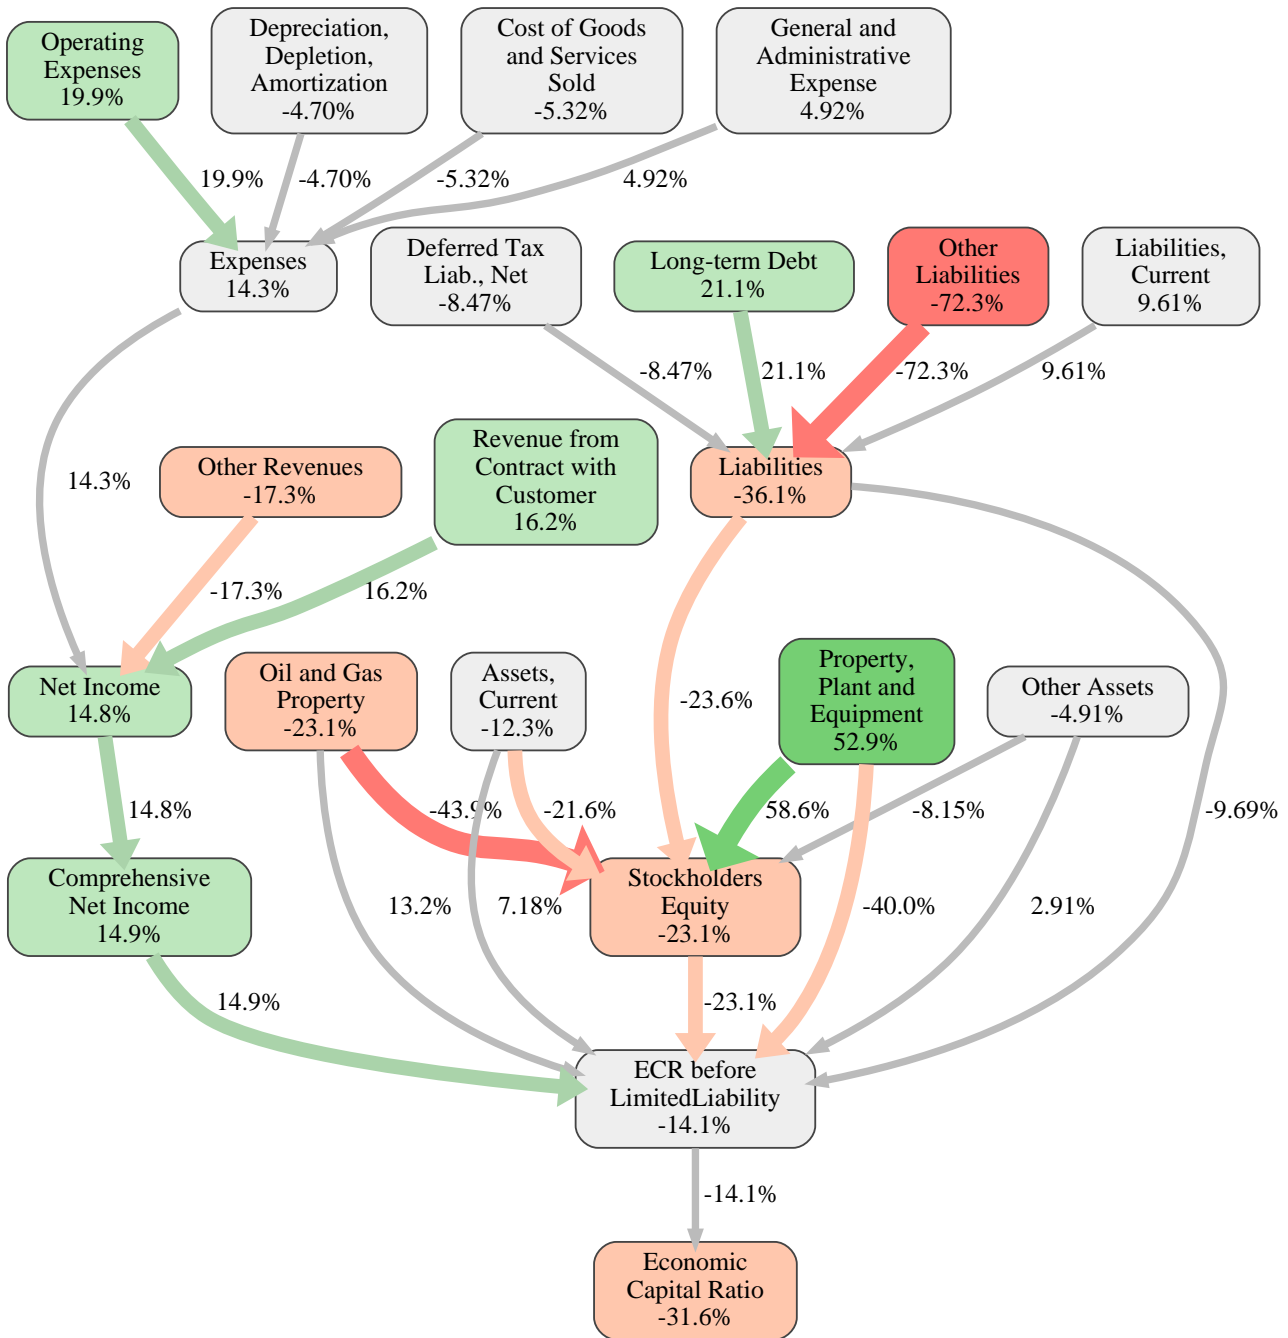 Operating
Expenses
19.9%
Depreciation,
Depletion,
Amortization
-4.70%
Cost of Goods
and Services
Sold
-5.32%
General and
Administrative
Expense
4.92%
19.9%
-4.70%
-5.32%
4.92%
Expenses
14.3%
Deferred Tax
Liab., Net
-8.47%
Long-term Debt
21.1%
Other
Liabilities
-72.3%
Liabilities,
Current
9.61%
-8.47%
21.1%
-72.3%
9.61%
14.3%
Other Revenues
-17.3%
Revenue from
Contract with
Customer
16.2%
Liabilities
-36.1%
-17.3%
16.2%
Net Income
14.8%
Oil and Gas
Property
-23.1%
Assets,
Current
-12.3%
-23.6%
Property,
Plant and
Equipment
52.9%
Other Assets
-4.91%
14.8%
-43.9%
-21.6%
58.6%
-8.15%
-9.69%
Comprehensive
Net Income
14.9%
13.2%
7.18%
Stockholders
Equity
-23.1%
-40.0%
2.91%
14.9%
-23.1%
ECR before
LimitedLiability
-14.1%
-14.1%
Economic
Capital Ratio
-31.6%